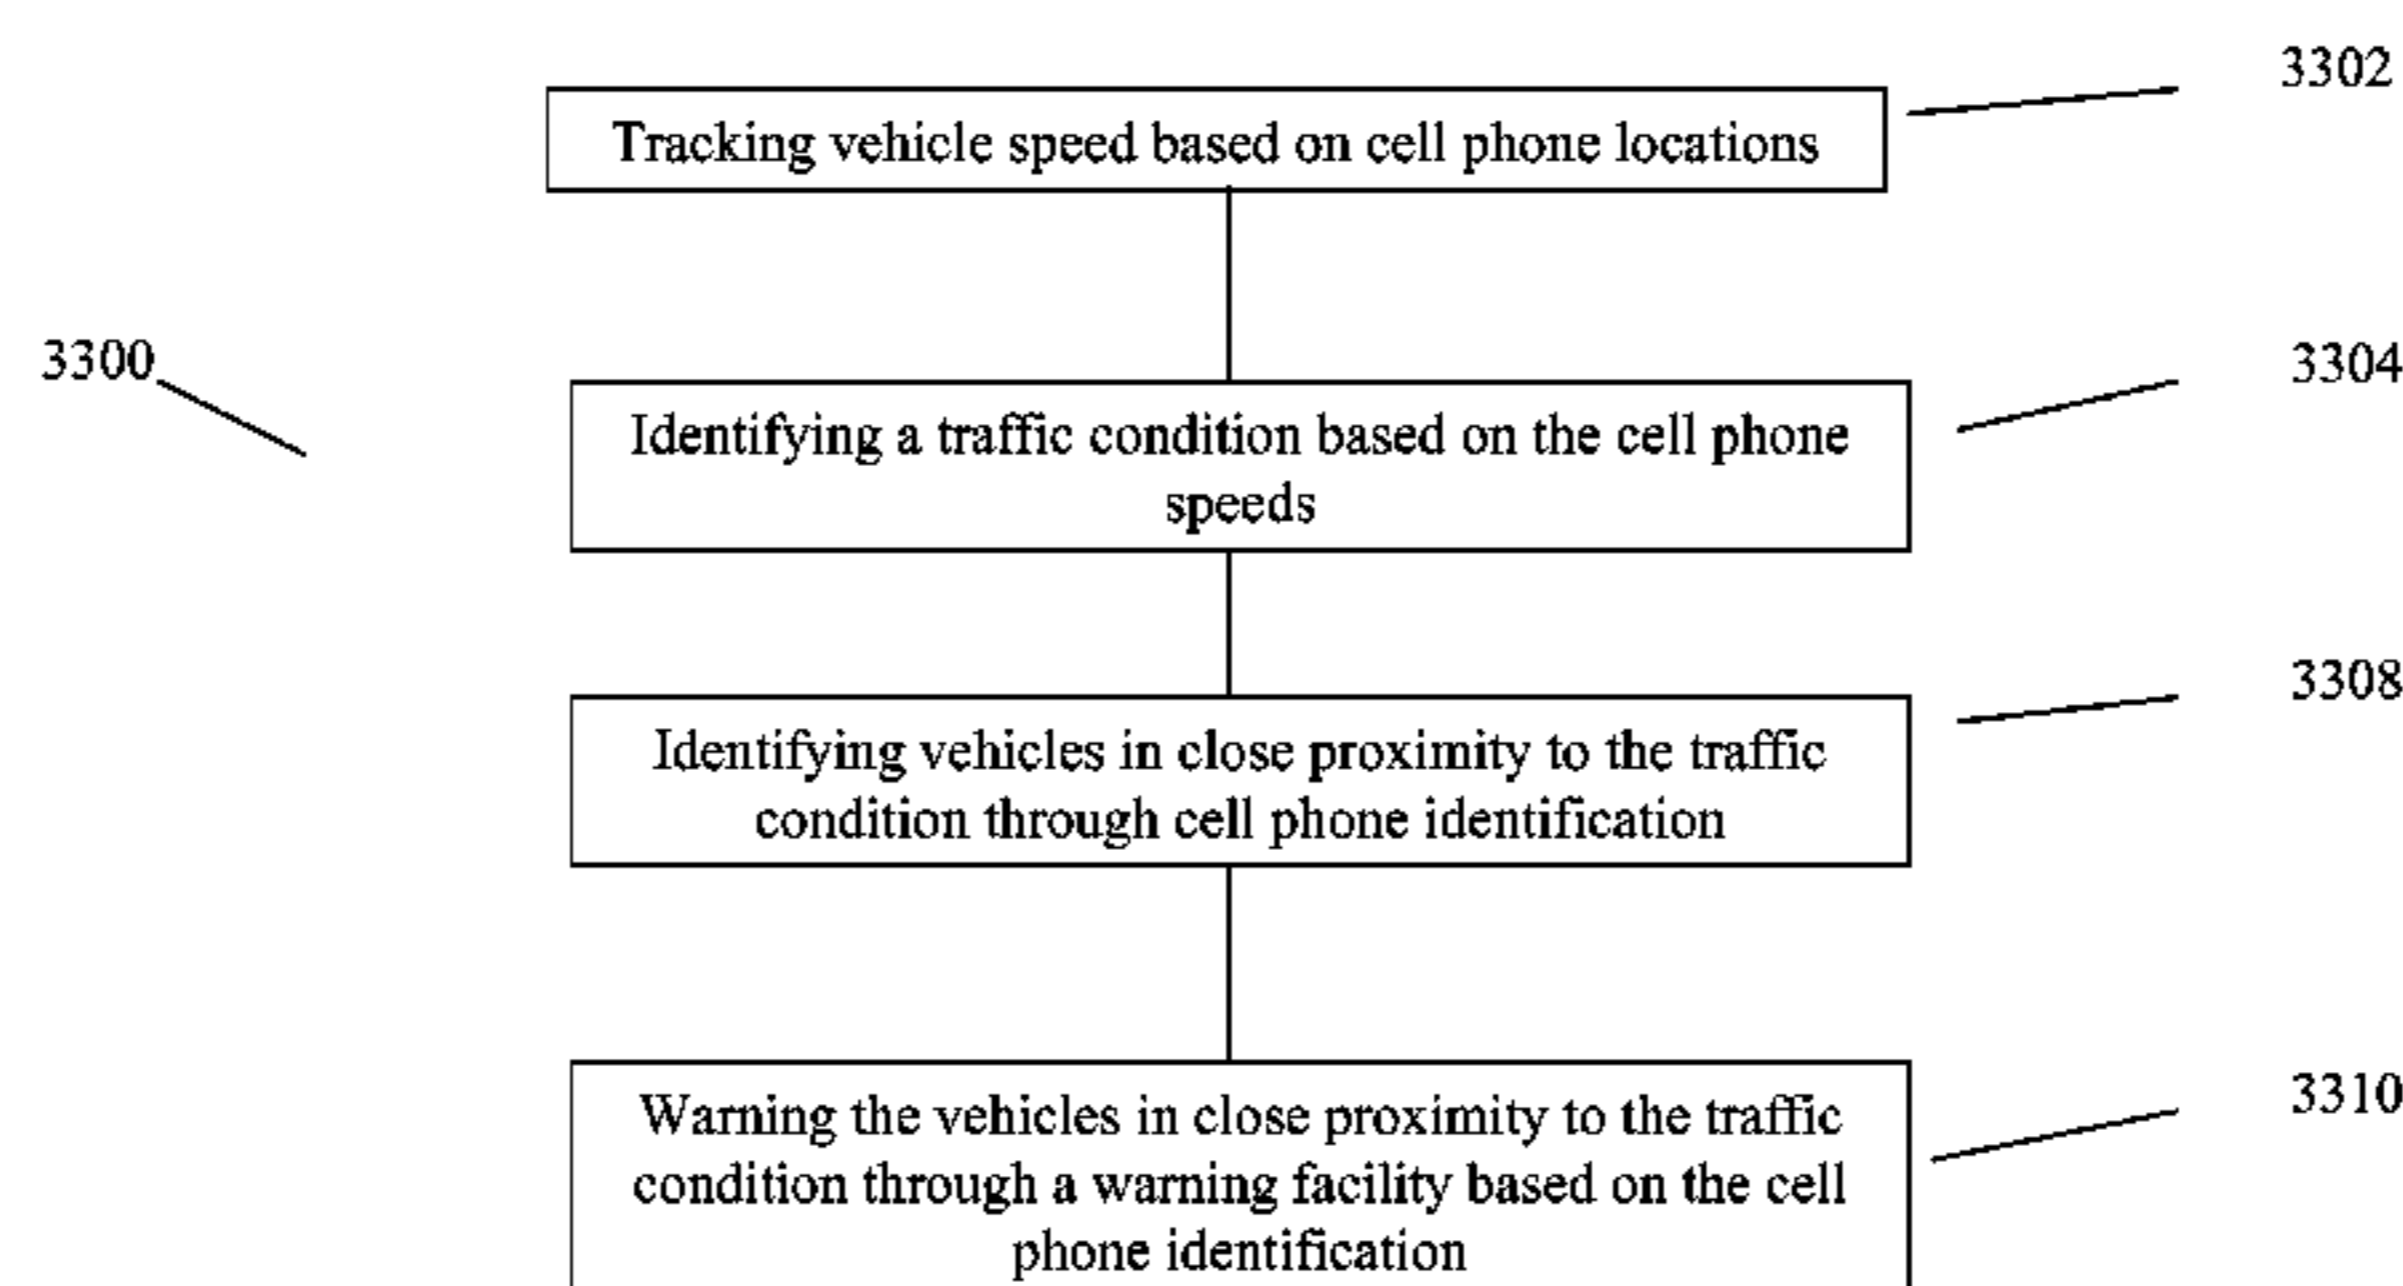 3302
Tracking vehicle speed based on cell phone locations
3300
3304
Identifying a traffic condition based on the cell phone
speeds
3308
Identifying vehicles in close proximity to the traffic
condition through cell phone identification
3310
Warning the vehicles in close proximity to the traffic
condition through a warning facility based on the cell
phone identification